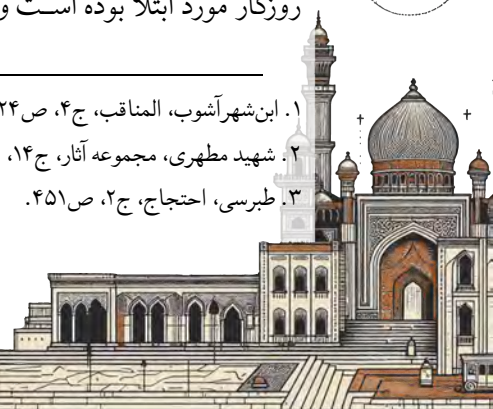 روزگار مورد ابتلا بوده است و
۱. ابن‌شهرآشوب، المناقب، ج۴، ص۲۴
۲. شهید مطهری، مجموعه آثار، ج۱۴،
۳. طبرسی، احتجاج، ج۲، ص۴۵۱.